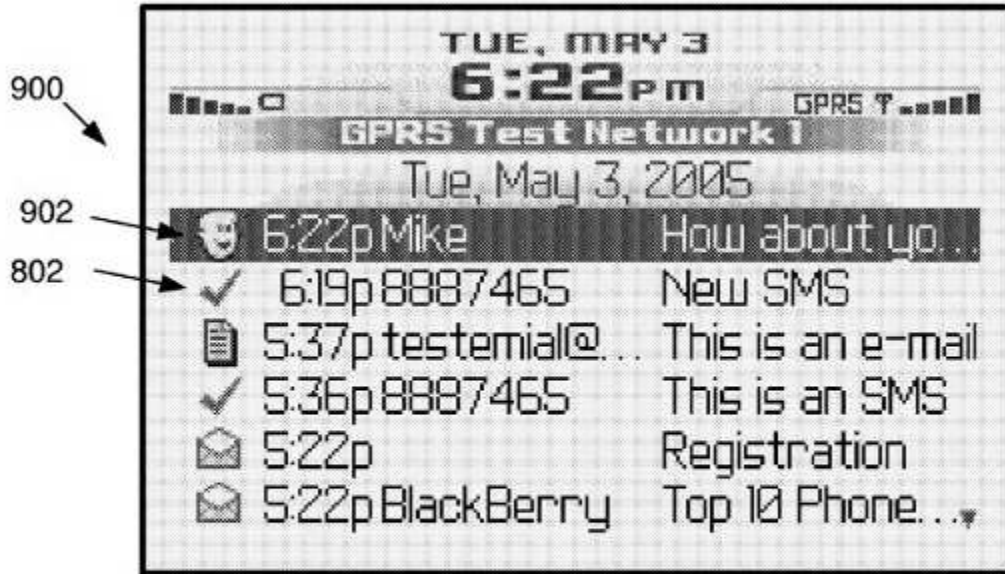 TUE, MAY 3
6:22PM
GPRS
GPRS Test Network 1
900
Tue, May 3, 2005
902 6:22p Mike How about yo...
802 6:19p 8887465 New SMS
5:37p testemial@... This is an e-mail
5:36p 8887465 This is an SMS
5:22p Registration
5:22p BlackBerry Top 10 Phone...